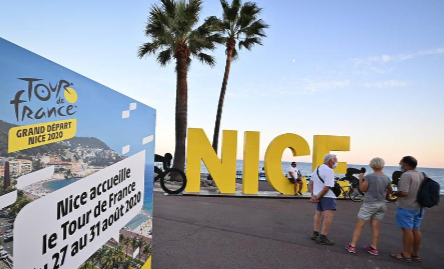 TOUR
de
FRANCE
GRAND DÉPART
NICE 2020
Nice accueille
le Tour de France
du 27 au 31 août 2020
NICE